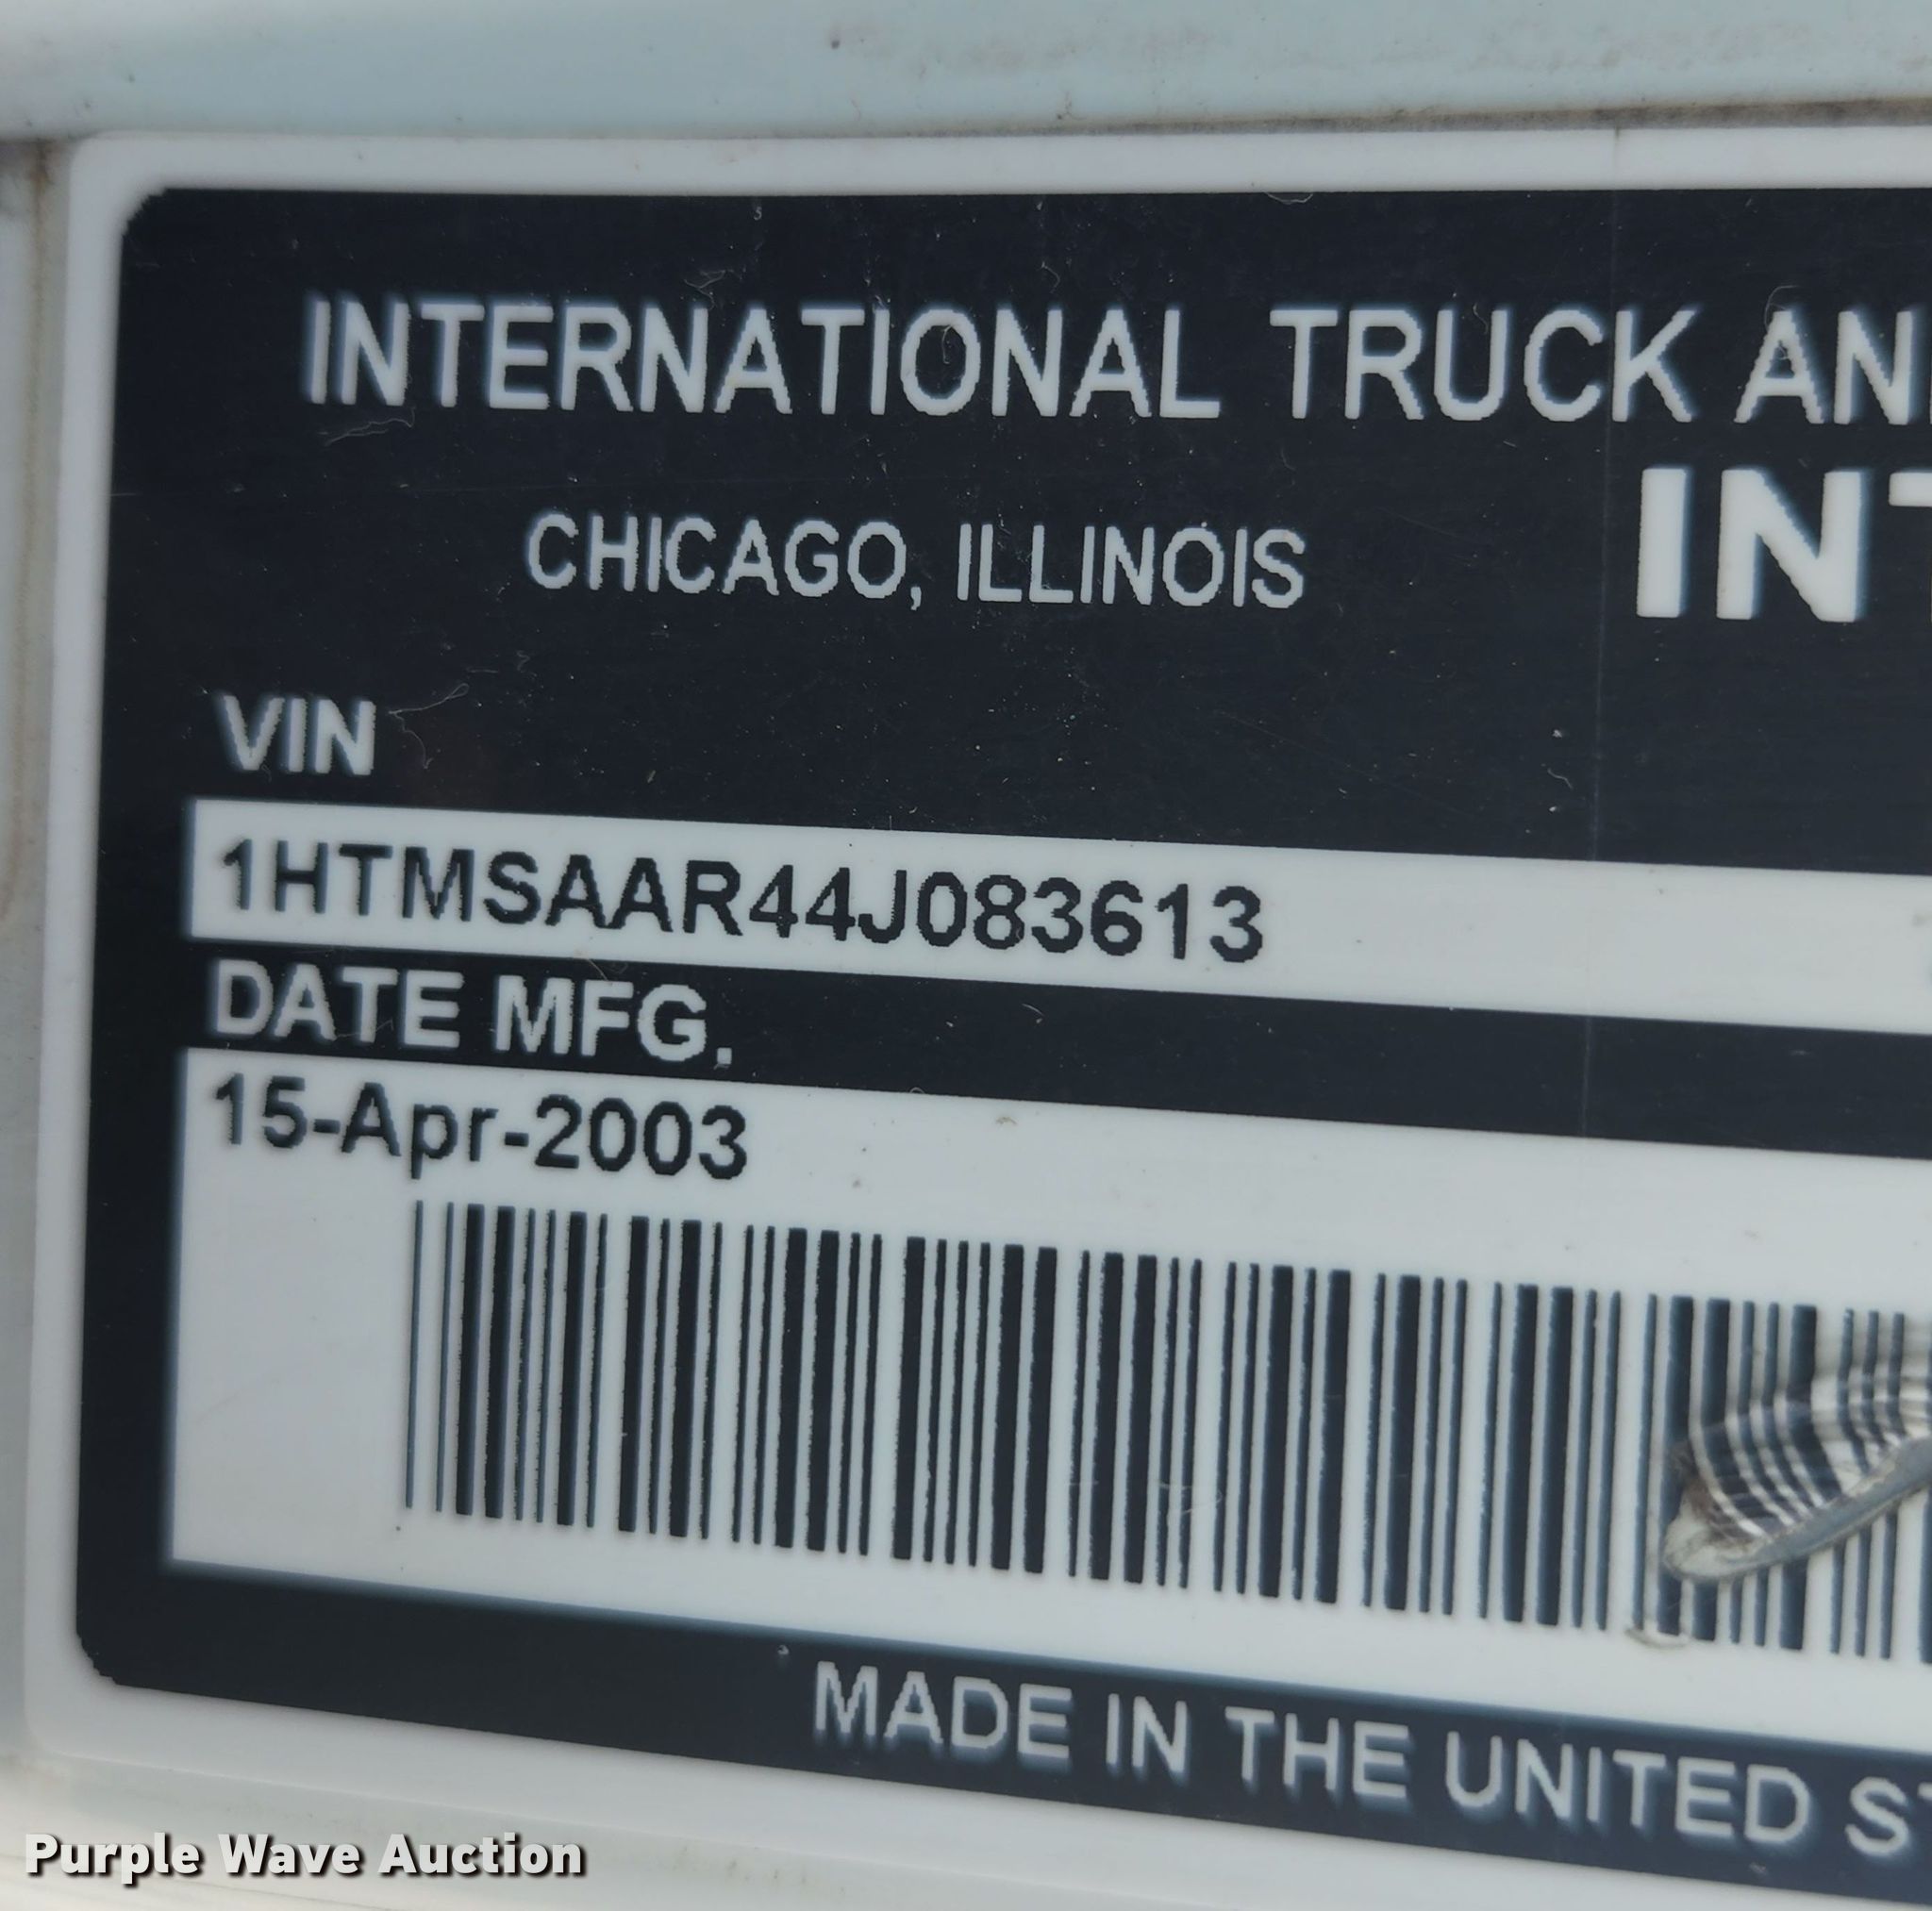 INTERNATIONAL TRUCK AN
CHICAGO, ILLINOIS
INT
VIN
1HTMSAAR44J083613
DATE MFG.
15-Apr-2003
MADE IN THE UNITED ST
Purple Wave Auction